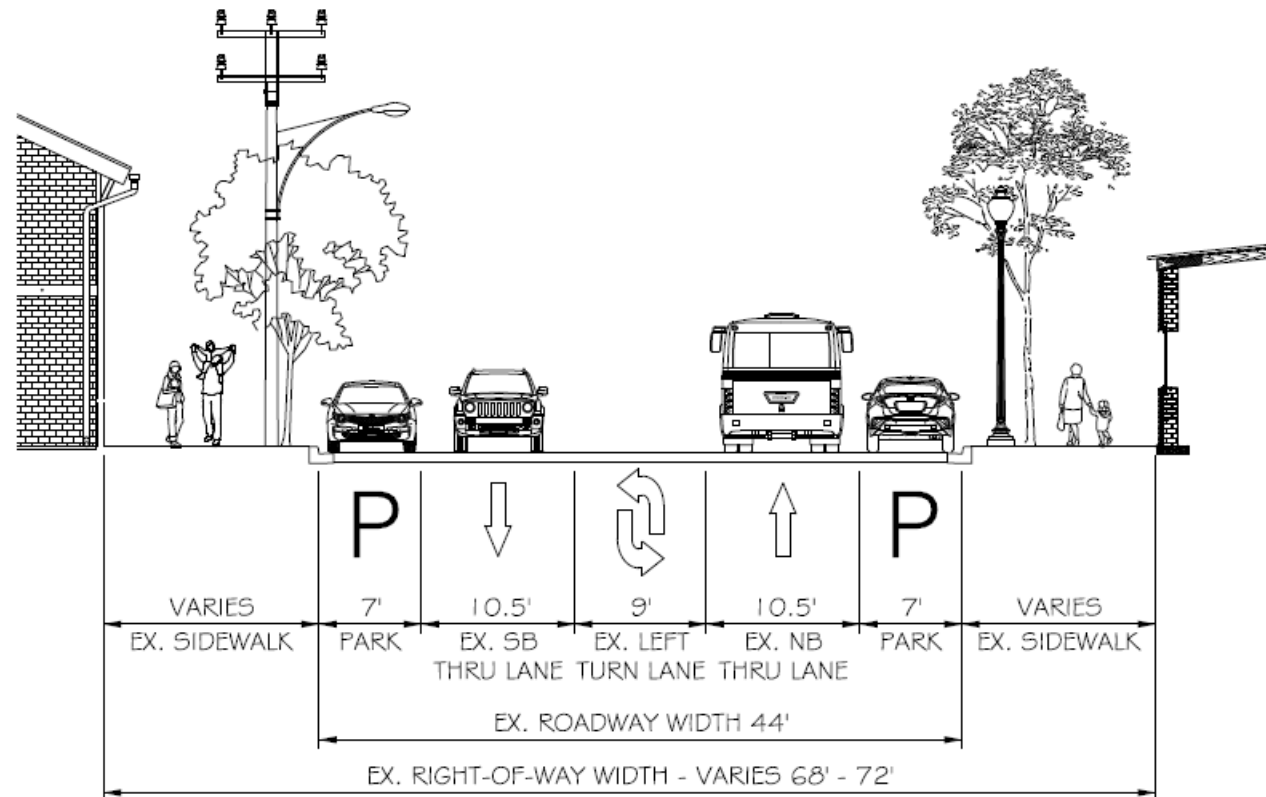 P P
VARIES 7' 10.5' 9' 10.5' 7' VARIES
EX. SIDEWALK PARK EX. SB EX. LEFT EX. NB PARK EX. SIDEWALK
THRU LANE TURN LANE THRU LANE
EX. ROADWAY WIDTH 44'
EX. RIGHT-OF-WAY WIDTH - VARIES 68' - 72'